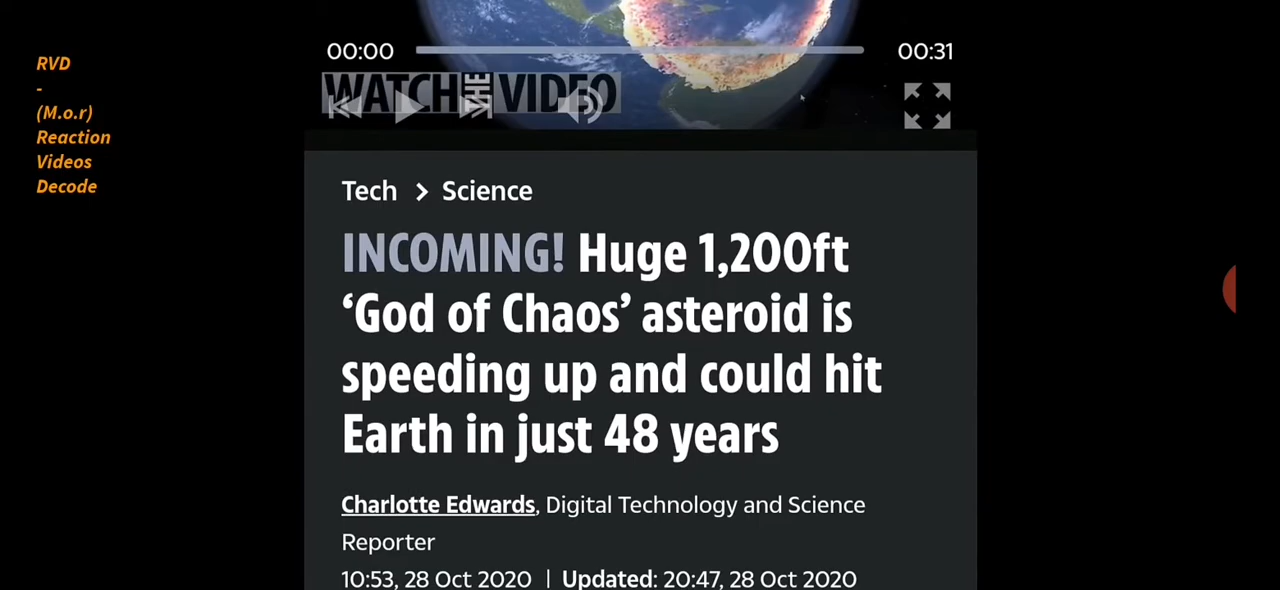 RVD
-
(M.o.r)
Reaction
Videos
Decode
00:00 00:31
WATCH THE VIDEO
Tech > Science
INCOMING! Huge 1,200ft
‘God of Chaos’ asteroid is
speeding up and could hit
Earth in just 48 years
Charlotte Edwards, Digital Technology and Science
Reporter
10:53, 28 Oct 2020 | Updated: 20:47, 28 Oct 2020